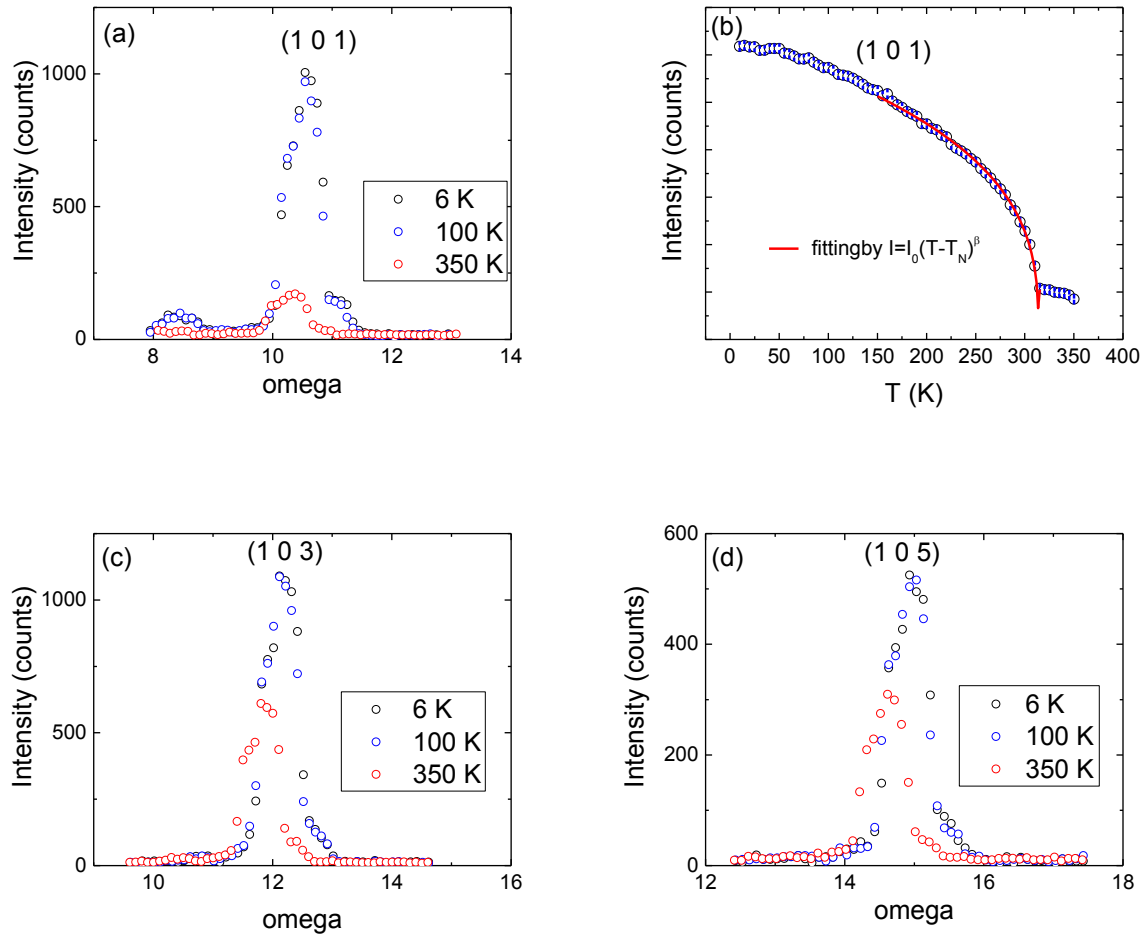 (a)
(1 0 1)
1000
500
0
Intensity (counts)
6 K
100 K
350 K
8
10
12
14
omega
(b)
(1 0 1)
Intensity (counts)
fittingby I=I₀(T-T_N)^β
0
50
100
150
200
250
300
350
400
T (K)
(c)
(1 0 3)
1000
500
0
Intensity (counts)
6 K
100 K
350 K
10
12
14
16
omega
(d)
(1 0 5)
600
400
200
0
Intensity (counts)
6 K
100 K
350 K
12
14
16
18
omega